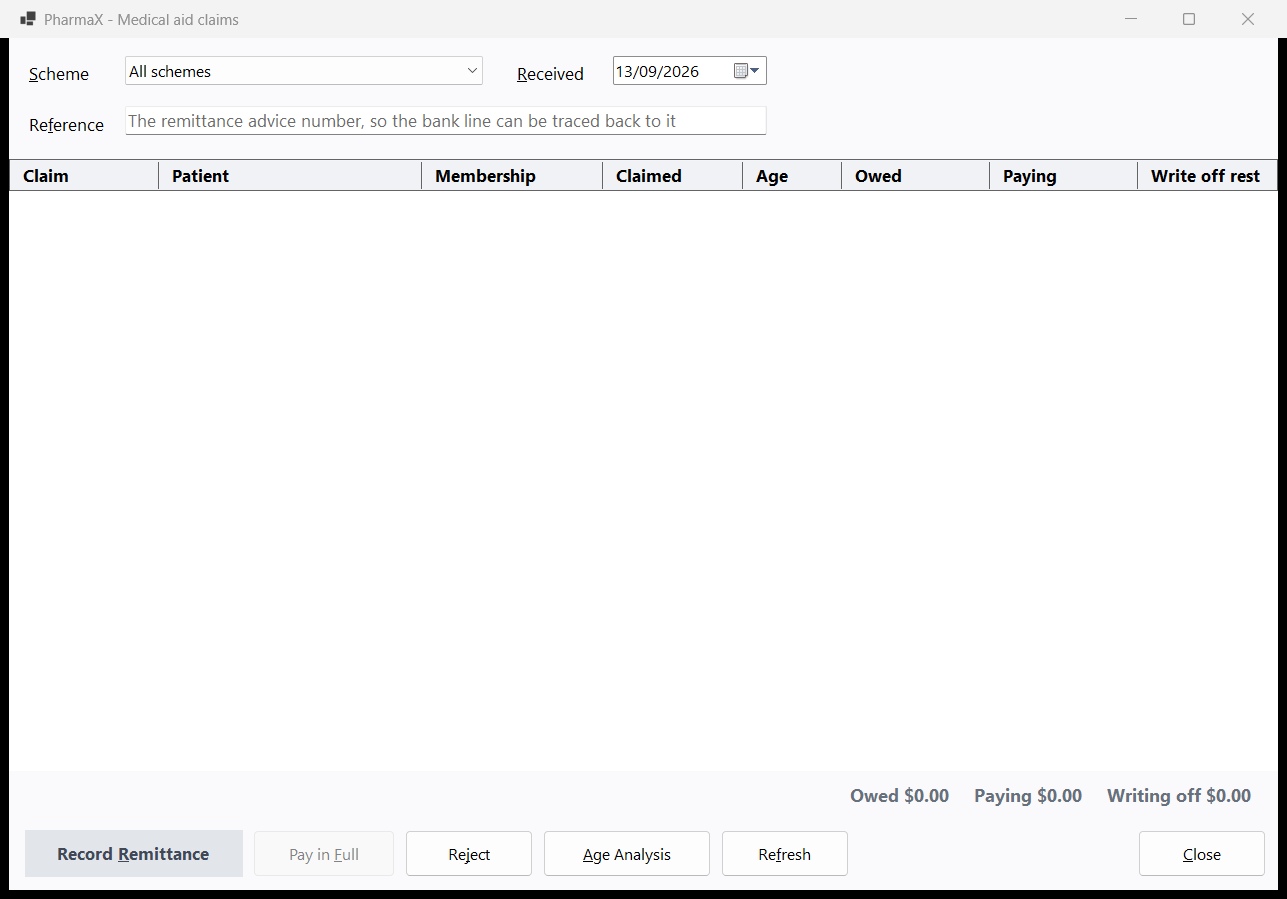 PharmaX - Medical aid claims
Scheme All schemes Received 13/09/2026
Reference The remittance advice number, so the bank line can be traced back to it
Claim Patient Membership Claimed Age Owed Paying Write off rest
Owed $0.00 Paying $0.00 Writing off $0.00
Record Remittance Pay in Full Reject Age Analysis Refresh Close